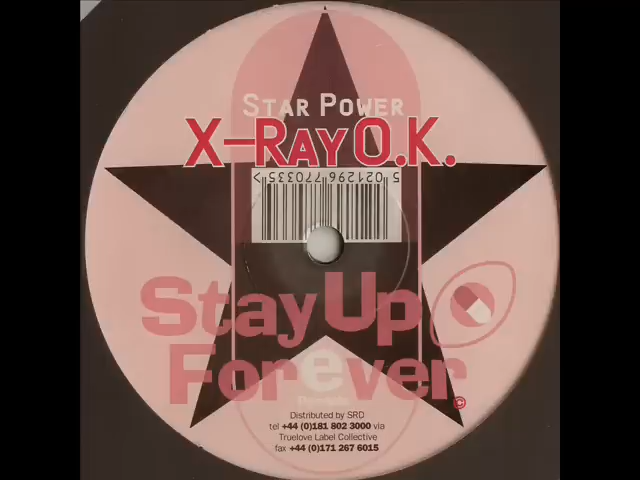 Star Power
X-Ray O.K.
5 021296 770335 >
Stay Up
Forever
Records
©
Distributed by SRD
tel +44 (0)181 802 3000 via
Truelove Label Collective
fax +44 (0)171 267 6015